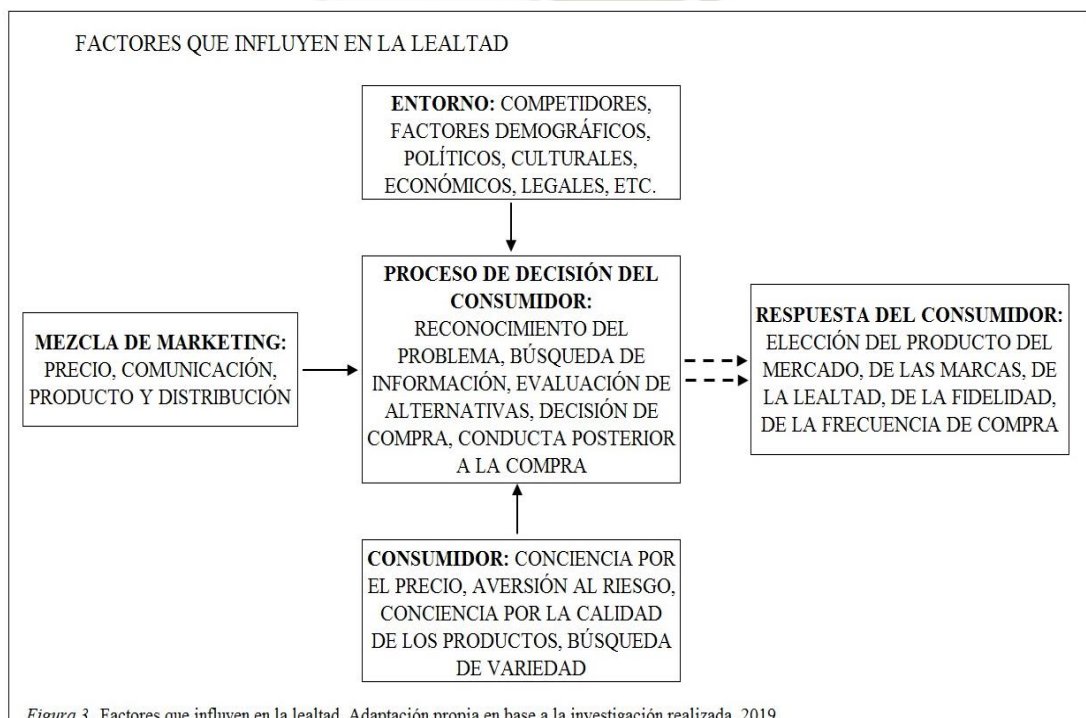 FACTORES QUE INFLUYEN EN LA LEALTAD
ENTORNO: COMPETIDORES,
FACTORES DEMOGRÁFICOS,
POLÍTICOS, CULTURALES,
ECONÓMICOS, LEGALES, ETC.
MEZCLA DE MARKETING:
PRECIO, COMUNICACIÓN,
PRODUCTO Y DISTRIBUCIÓN
PROCESO DE DECISIÓN DEL
CONSUMIDOR:
RECONOCIMIENTO DEL
PROBLEMA, BÚSQUEDA DE
INFORMACIÓN, EVALUACIÓN DE
ALTERNATIVAS, DECISIÓN DE
COMPRA, CONDUCTA POSTERIOR
A LA COMPRA
RESPUESTA DEL CONSUMIDOR:
ELECCIÓN DEL PRODUCTO DEL
MERCADO, DE LAS MARCAS, DE
LA LEALTAD, DE LA FIDELIDAD,
DE LA FRECUENCIA DE COMPRA
CONSUMIDOR: CONCIENCIA POR
EL PRECIO, AVERSIÓN AL RIESGO,
CONCIENCIA POR LA CALIDAD
DE LOS PRODUCTOS, BÚSQUEDA
DE VARIEDAD
Figura 3. Factores que influyen en la lealtad. Adaptación propia en base a la investigación realizada, 2019